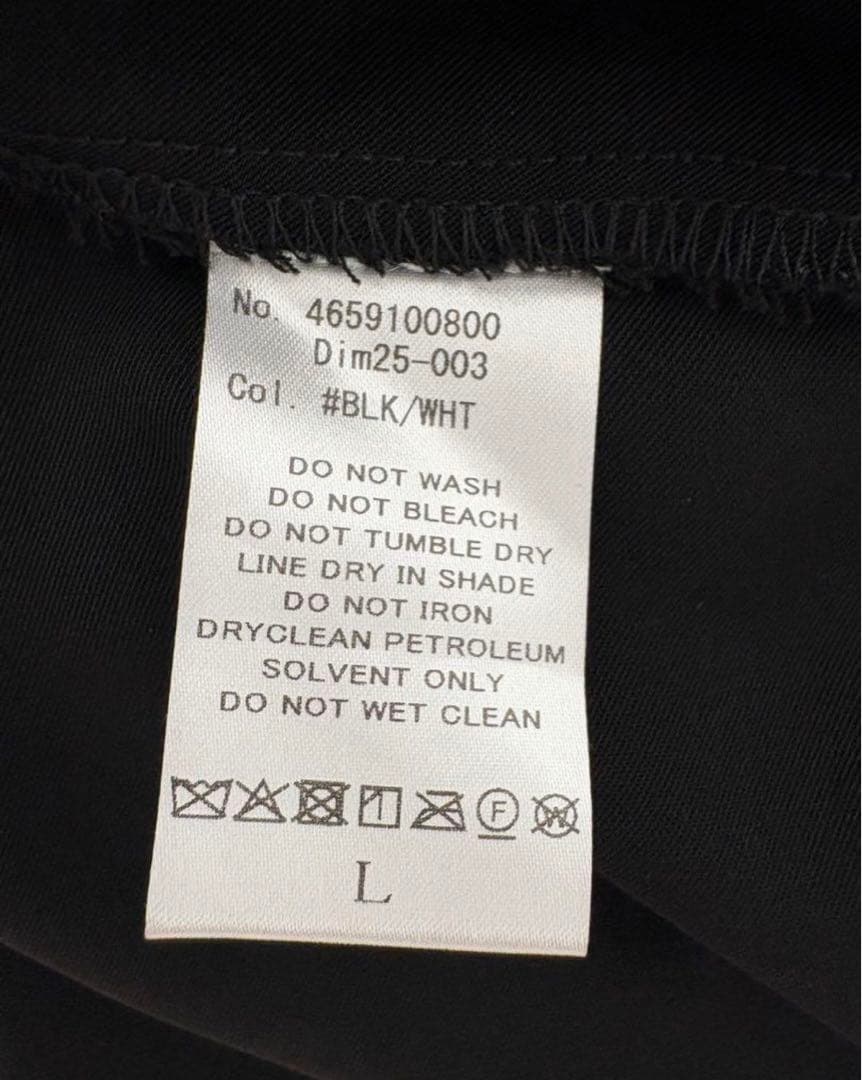 No. 4659100800
Dim25-003
Col. #BLK/WHT
DO NOT WASH
DO NOT BLEACH
DO NOT TUMBLE DRY
LINE DRY IN SHADE
DO NOT IRON
DRYCLEAN PETROLEUM
SOLVENT ONLY
DO NOT WET CLEAN
F W
L